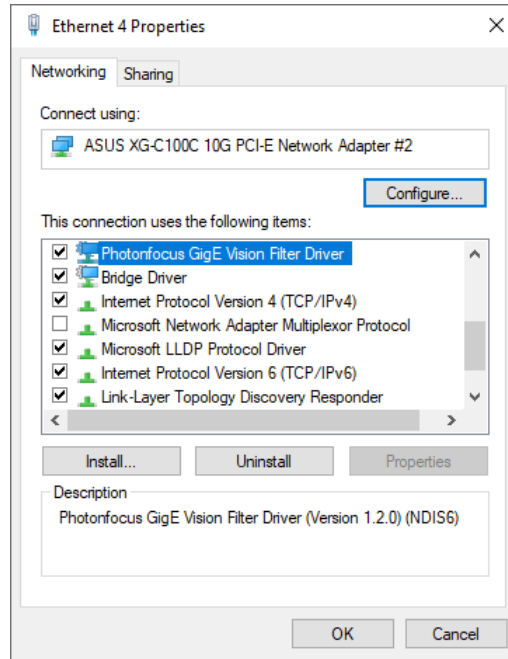 Ethernet 4 Properties
Networking
Sharing
Connect using:
ASUS XG-C100C 10G PCI-E Network Adapter #2
Configure...
This connection uses the following items:
Photonfocus GigE Vision Filter Driver
Bridge Driver
Internet Protocol Version 4 (TCP/IPv4)
Microsoft Network Adapter Multiplexor Protocol
Microsoft LLDP Protocol Driver
Internet Protocol Version 6 (TCP/IPv6)
Link-Layer Topology Discovery Responder
Install...
Uninstall
Properties
Description
Photonfocus GigE Vision Filter Driver (Version 1.2.0) (NDIS6)
OK
Cancel